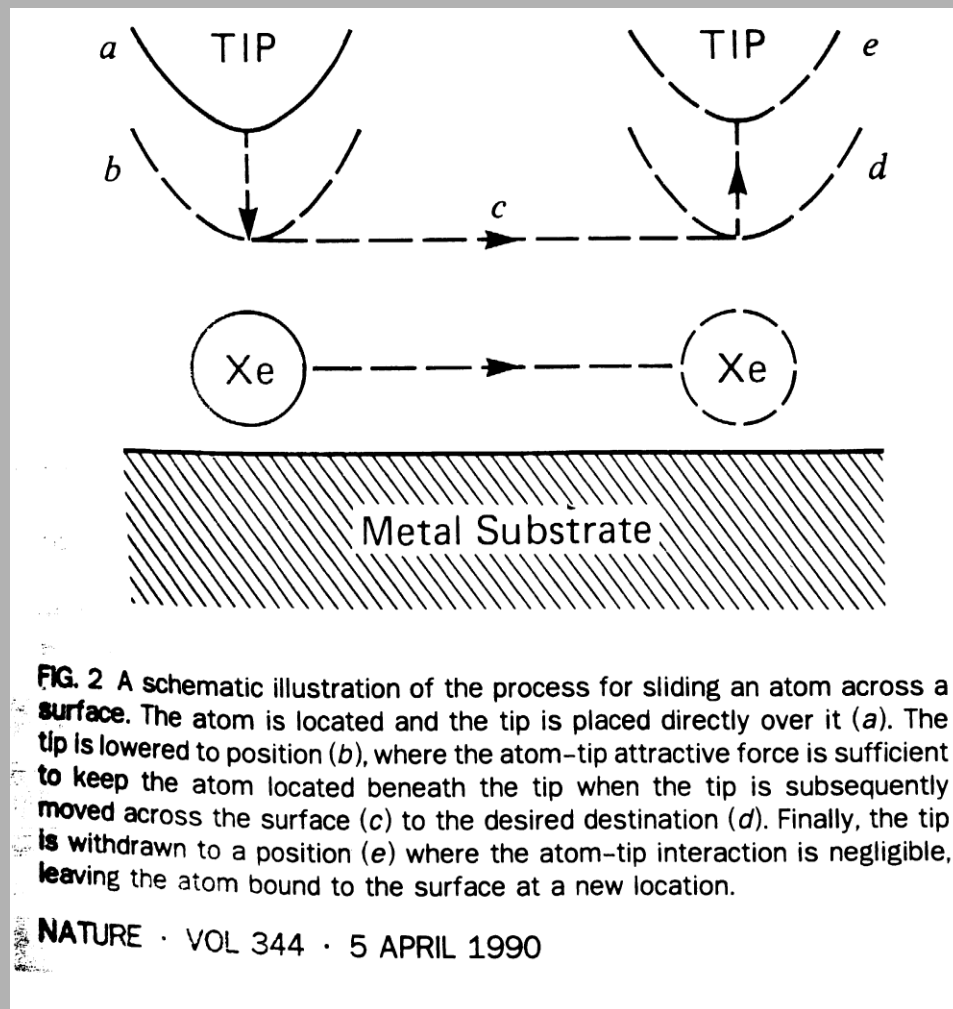 a TIP TIP e
b c d
Xe Xe
Metal Substrate
FIG. 2 A schematic illustration of the process for sliding an atom across a
surface. The atom is located and the tip is placed directly over it (a). The
tip is lowered to position (b), where the atom–tip attractive force is sufficient
to keep the atom located beneath the tip when the tip is subsequently
moved across the surface (c) to the desired destination (d). Finally, the tip
is withdrawn to a position (e) where the atom–tip interaction is negligible,
leaving the atom bound to the surface at a new location.
NATURE · VOL 344 · 5 APRIL 1990